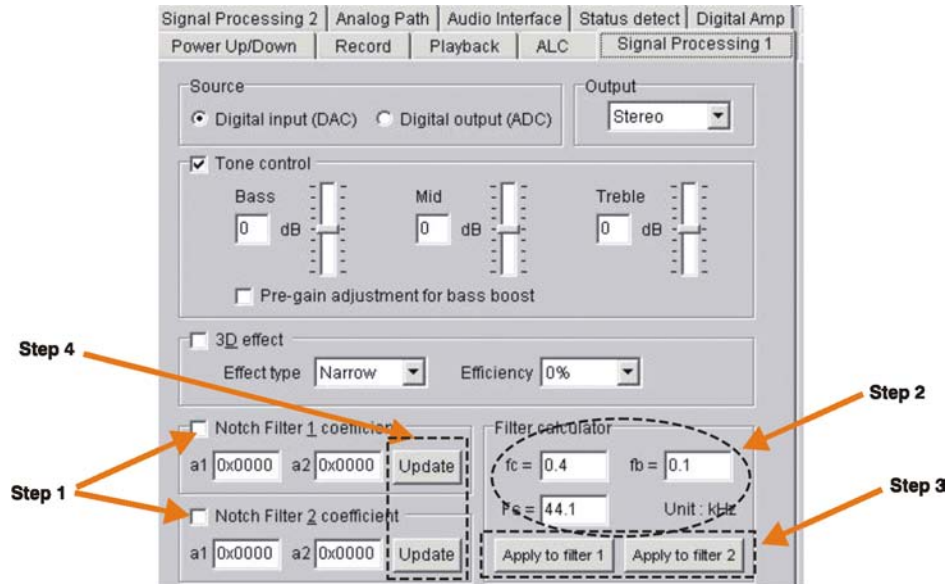 Signal Processing 2 Analog Path Audio Interface Status detect Digital Amp
Power Up/Down Record Playback ALC Signal Processing 1
Source
Digital input (DAC) Digital output (ADC)
Output
Stereo
Tone control
Bass Mid Treble
0 dB 0 dB 0 dB
Pre-gain adjustment for bass boost
Step 4
3D effect
Effect type Narrow Efficiency 0%
Step 2
Step 1
Notch Filter 1 coefficient
a1 0x0000 a2 0x0000 Update
Notch Filter 2 coefficient
a1 0x0000 a2 0x0000 Update
Filter calculator
fc = 0.4 fb = 0.1
Fs = 44.1 Unit : kHz
Step 3
Apply to filter 1 Apply to filter 2